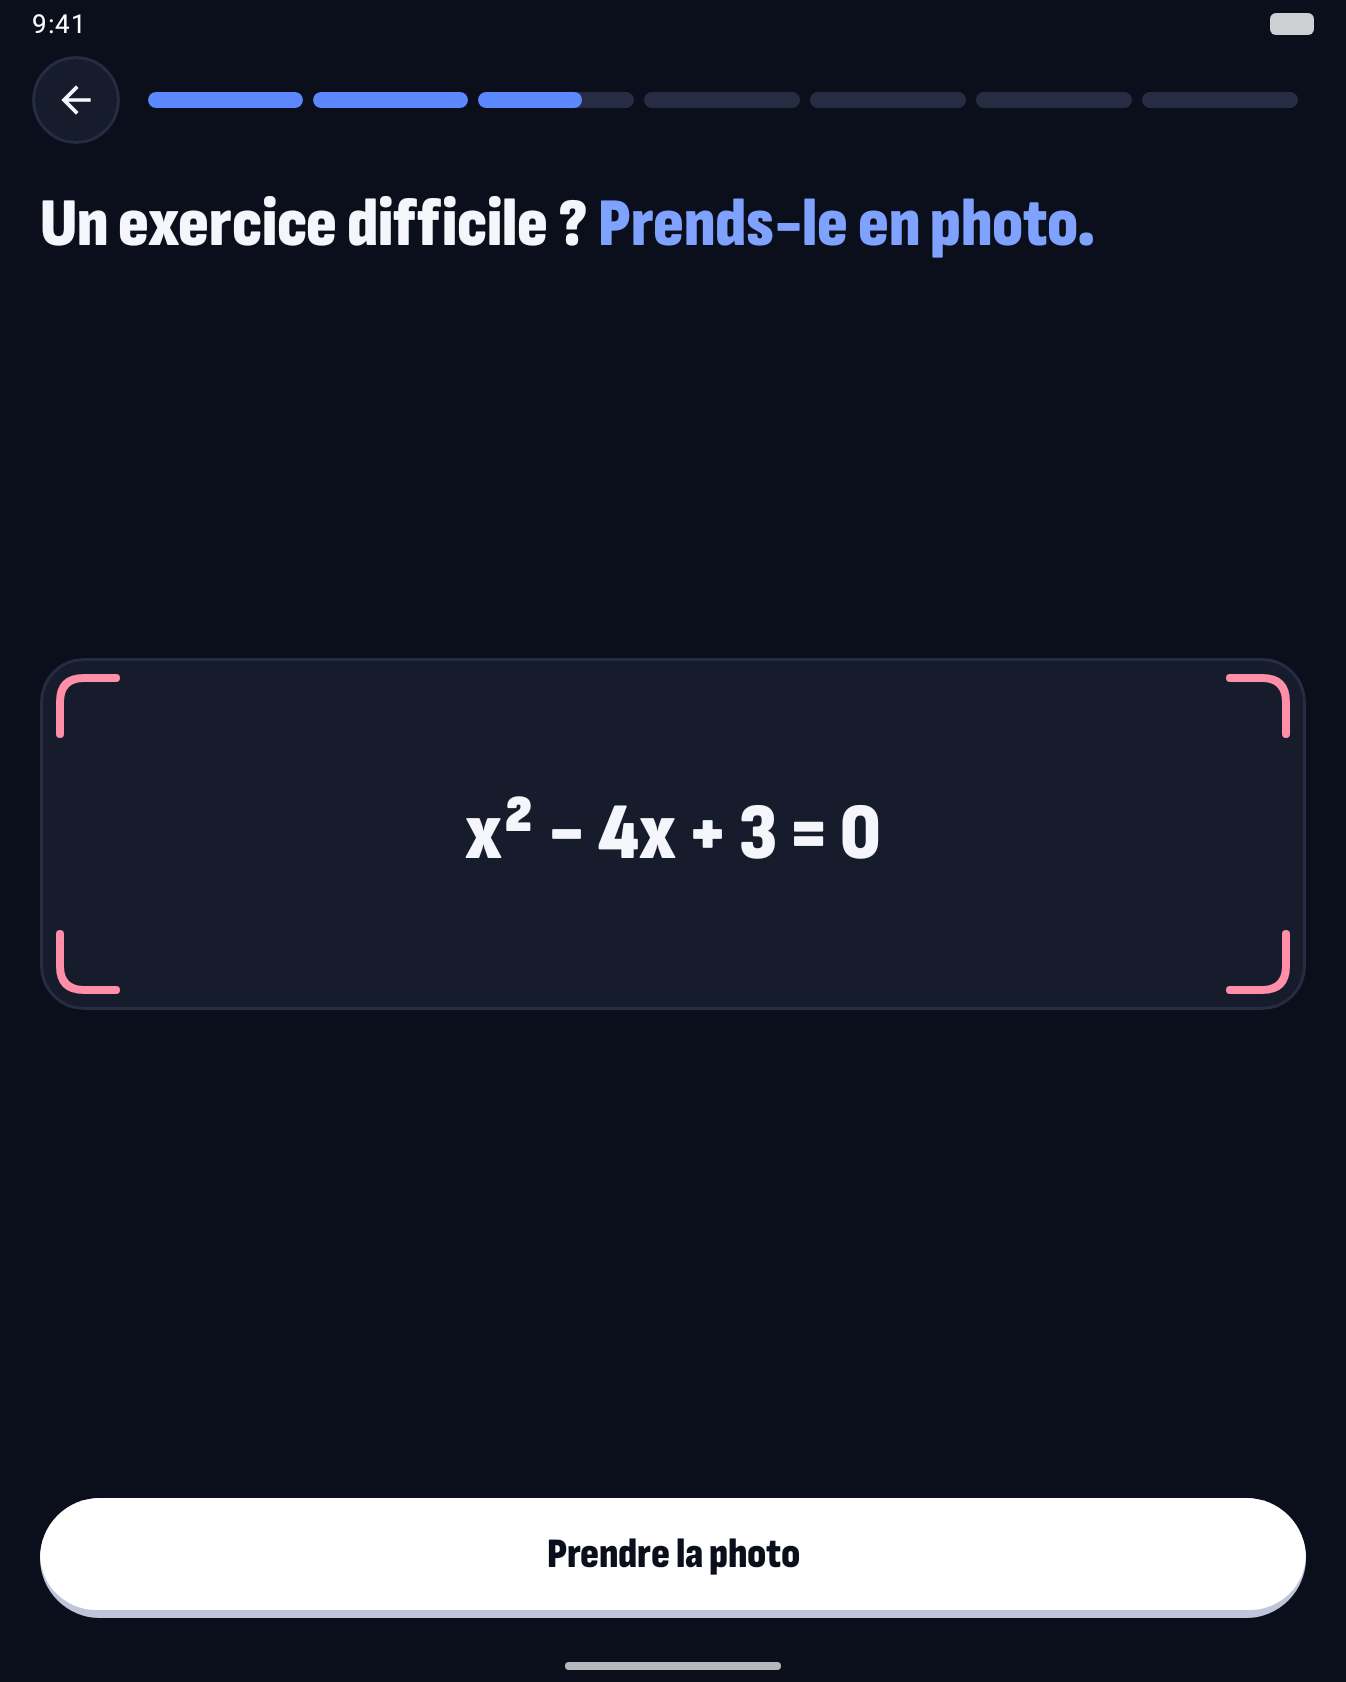 9:41
Un exercice difficile ? Prends-le en photo.
x² − 4x + 3 = 0
Prendre la photo